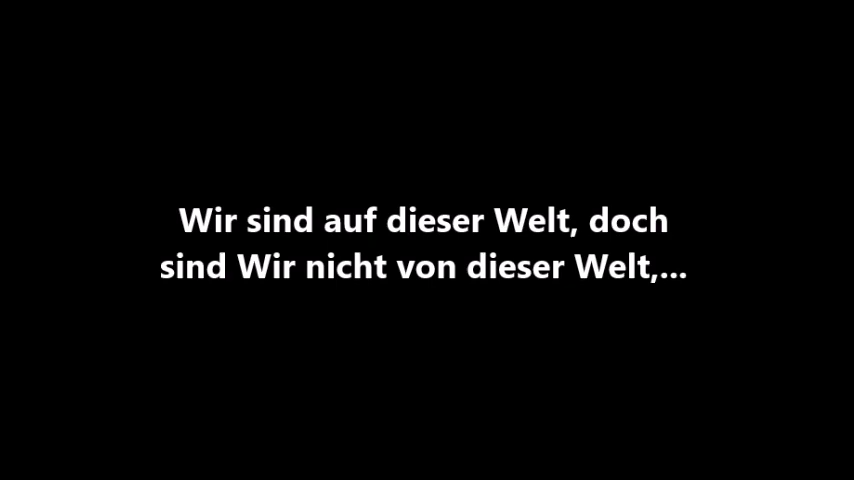 Wir sind auf dieser Welt, doch
sind Wir nicht von dieser Welt,...